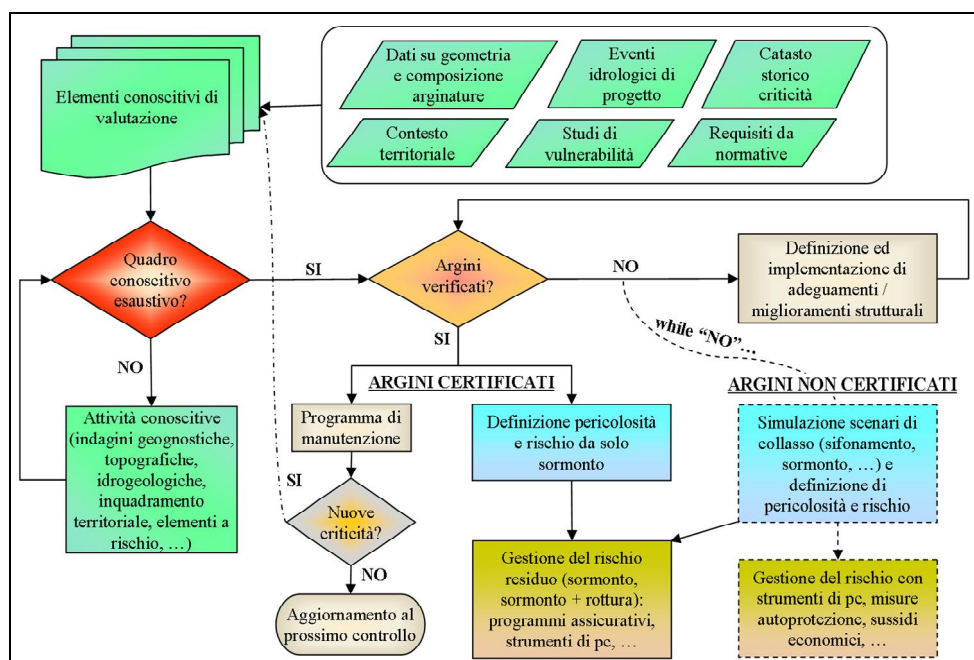 Elementi conoscitivi di
valutazione
Dati su geometria
e composizione
arginature
Eventi
idrologici di
progetto
Catasto
storico
criticità
Contesto
territoriale
Studi di
vulnerabilità
Requisiti da
normative
Quadro
conoscitivo
esaustivo?
SI
Argini
verificati?
NO
Definizione ed
implementazione di
adeguamenti /
miglioramenti strutturali
while “NO”...
NO
SI
Attività conoscitive
(indagini geognostiche,
topografiche,
idrogeologiche,
inquadramento
territoriale, elementi a
rischio, …)
ARGINI CERTIFICATI
ARGINI NON CERTIFICATI
Programma di
manutenzione
Definizione pericolosità
e rischio da solo
sormonto
Simulazione scenari di
collasso (sifonamento,
sormonto, …) e
definizione di
pericolosità e rischio
SI
Nuove
criticità?
NO
Aggiornamento al
prossimo controllo
Gestione del rischio
residuo (sormonto,
sormonto + rottura):
programmi assicurativi,
strumenti di pc, …
Gestione del rischio con
strumenti di pc, misure
autoprotezione, sussidi
economici, …